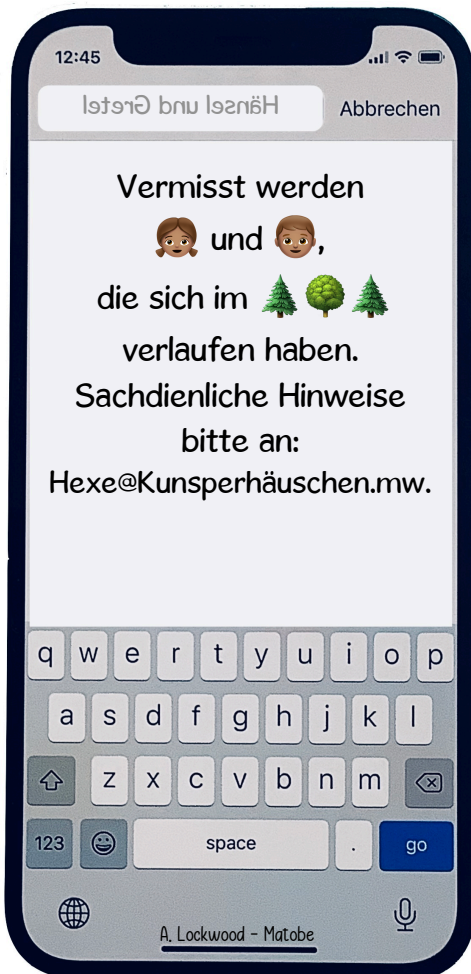 12:45
Hänsel und Gretel Abbrechen
Vermisst werden
👧🏽 und 👦🏽,
die sich im 🌲🌳🌲
verlaufen haben.
Sachdienliche Hinweise
bitte an:
Hexe@Kunsperhäuschen.mw.
q w e r t y u i o p
a s d f g h j k l
z x c v b n m
123 space . go
A. Lockwood - Matobe